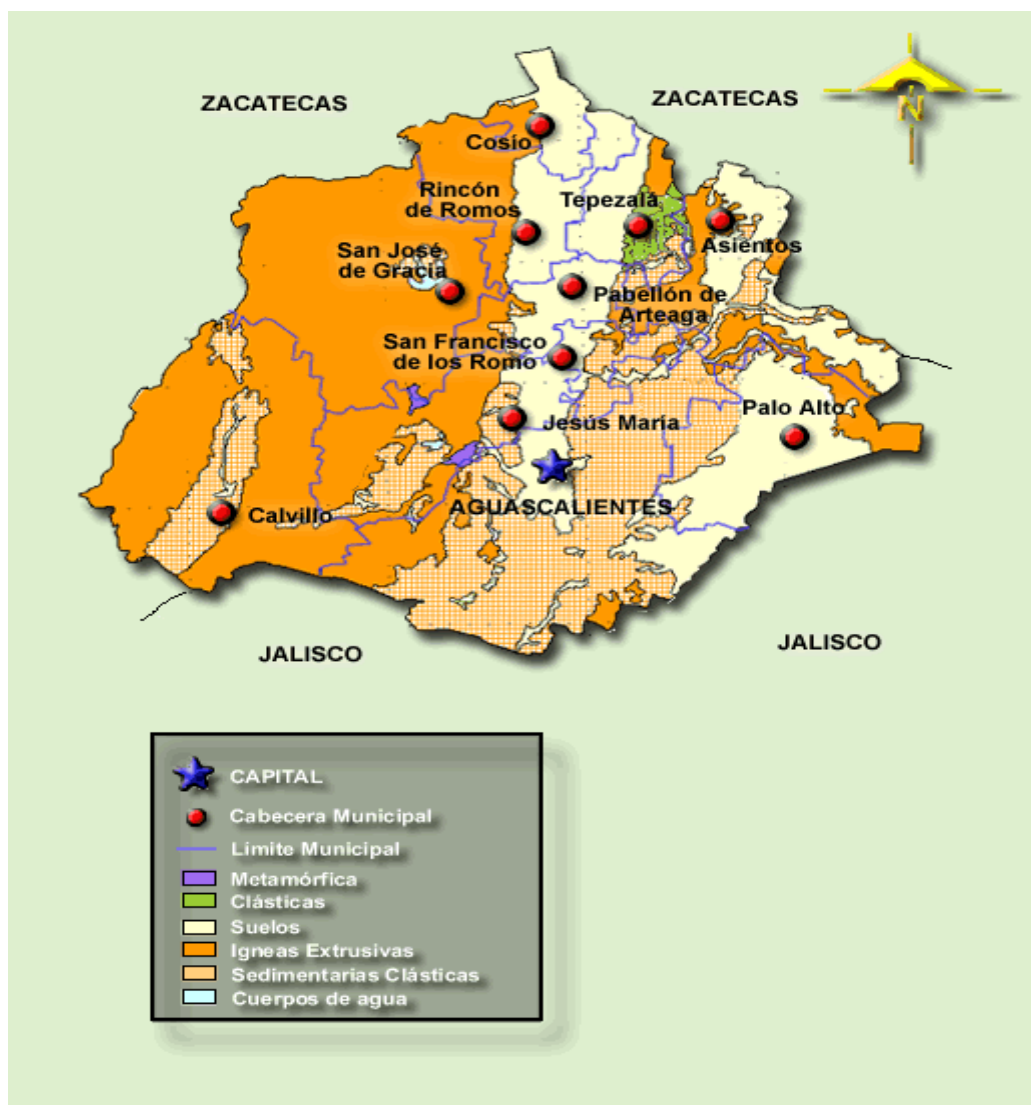 ZACATECAS
ZACATECAS
N
Cosío
Rincón
de Romos
Tepezalá
Asientos
San José
de Gracia
Pabellón de
Arteaga
San Francisco
de los Romo
Palo Alto
Jesús María
AGUASCALIENTES
Calvillo
JALISCO
JALISCO
CAPITAL
Cabecera Municipal
Límite Municipal
Metamórfica
Clásticas
Suelos
Igneas Extrusivas
Sedimentarias Clásticas
Cuerpos de agua